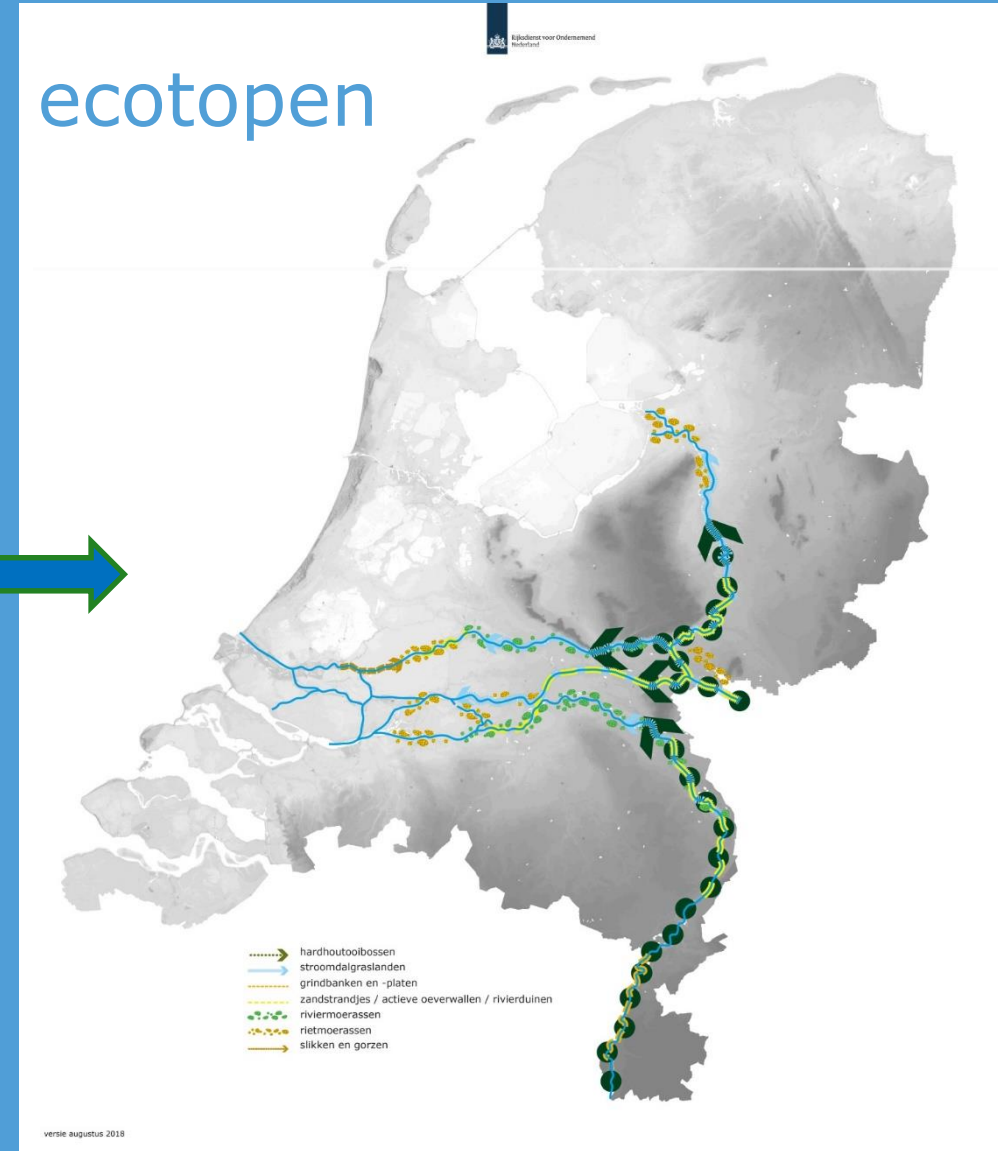 Rijksdienst voor Ondernemend
Nederland
ecotopen
hardhoutooibossen
stroomdalgraslanden
grindbanken en -platen
zandstrandjes / actieve oeverwallen / rivierduinen
riviermoerassen
rietmoerassen
slikken en gorzen
versie augustus 2018